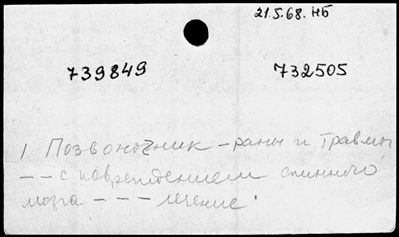 21.5.68. НБ
739849 732505
1. Позвоночник - раны и травмы
- - с повреждением спинного
мозга - - - лечение.